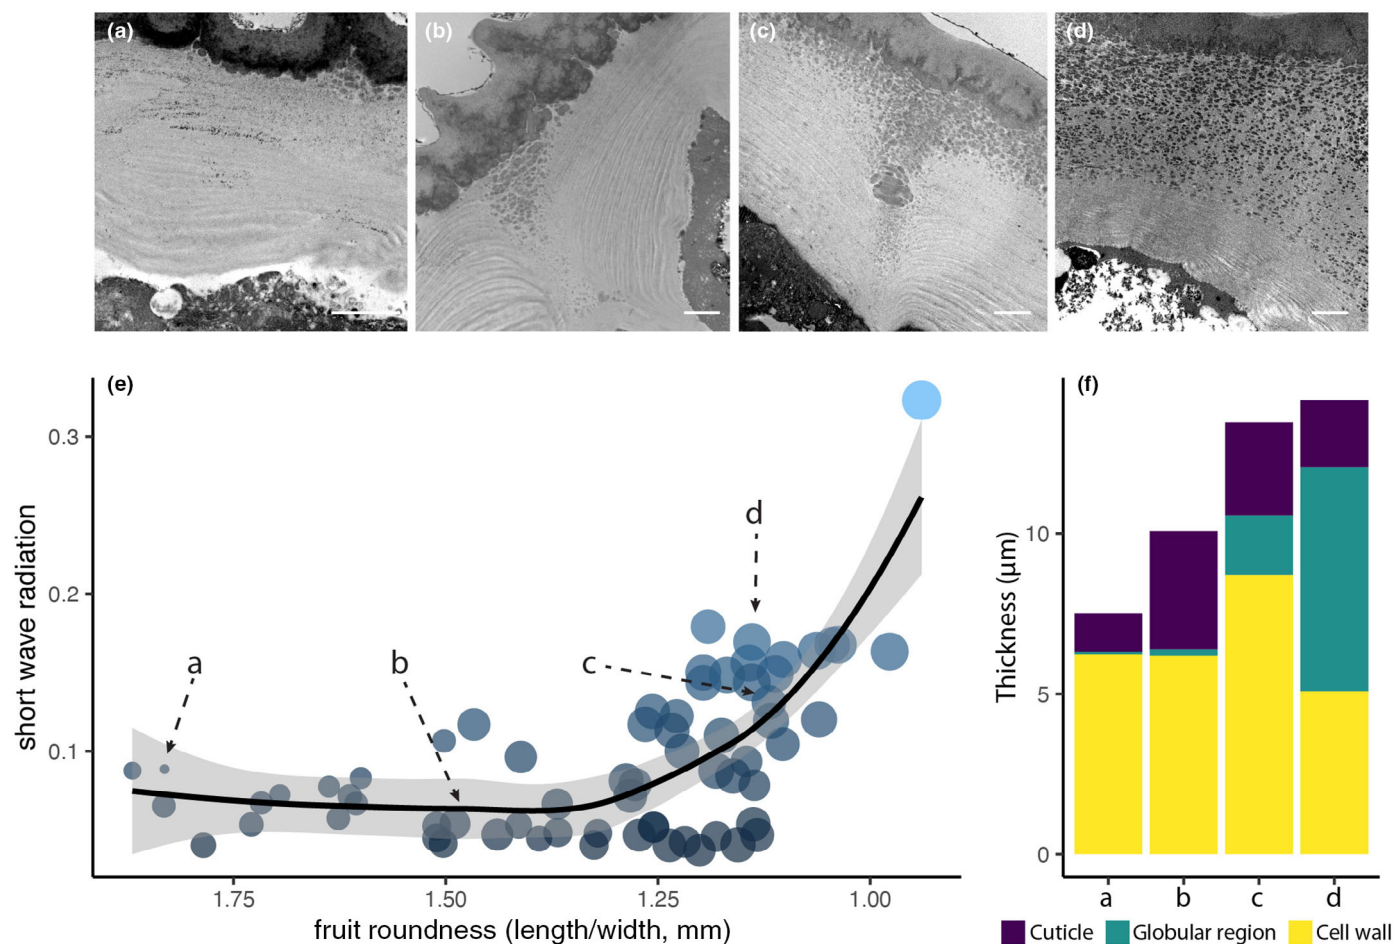 (a)
(b)
(c)
(d)
(e)
short wave radiation
0.3
0.2
0.1
a
b
c
d
1.75
1.50
1.25
1.00
fruit roundness (length/width, mm)
(f)
Thickness (µm)
10
5
0
a
b
c
d
Cuticle
Globular region
Cell wall